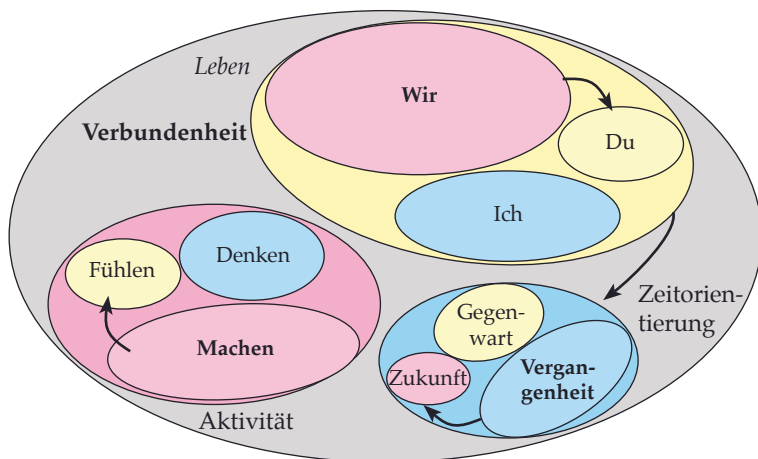 Leben
Wir
Verbundenheit
Du
Ich
Denken
Fühlen
Machen
Aktivität
Zeitorien-
tierung
Gegen-
wart
Zukunft
Vergan-
genheit